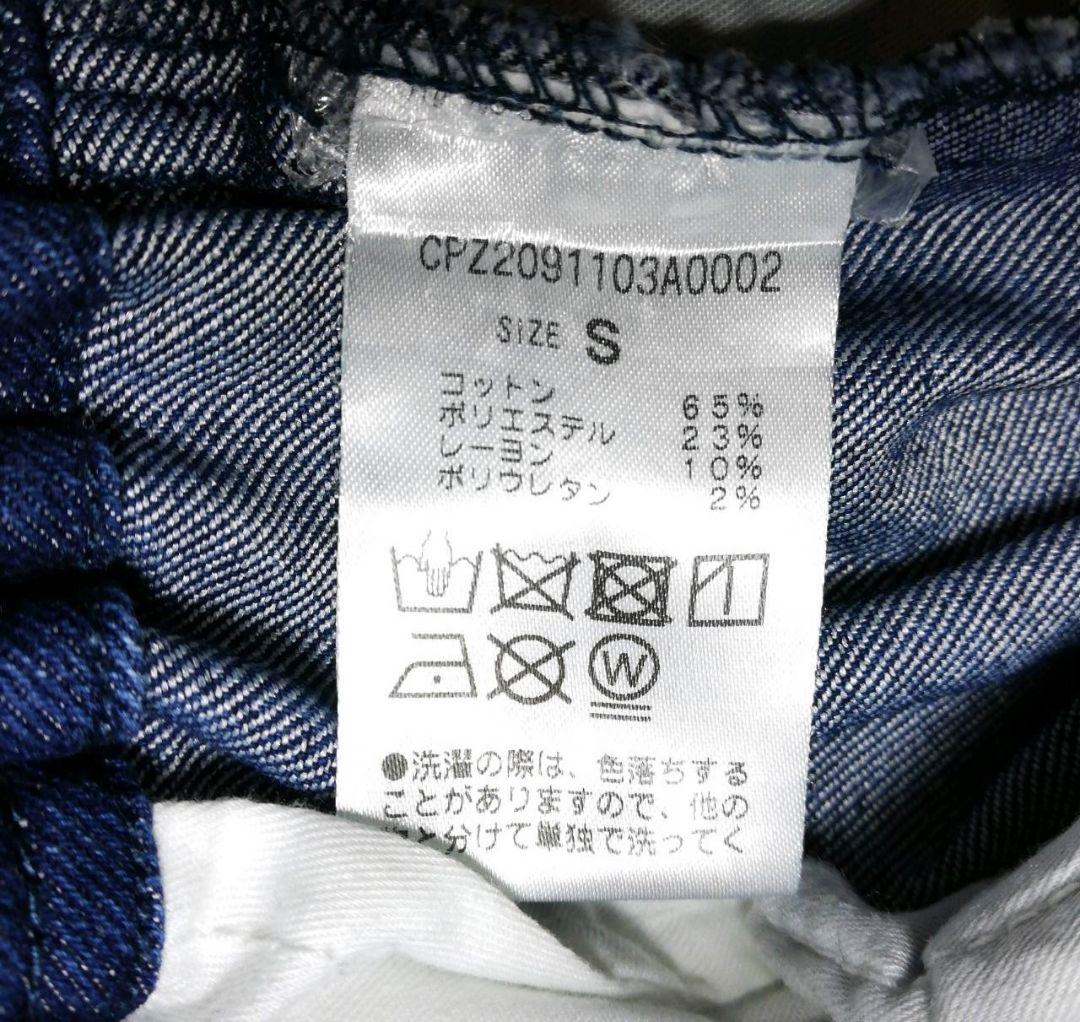 CPZ2091103A0002
SiZE S
コットン 65%
ポリエステル 23%
レーヨン 10%
ポリウレタン 2%
W
●洗濯の際は、色落ちする
ことがありますので、他の
と分けて単独で洗ってく